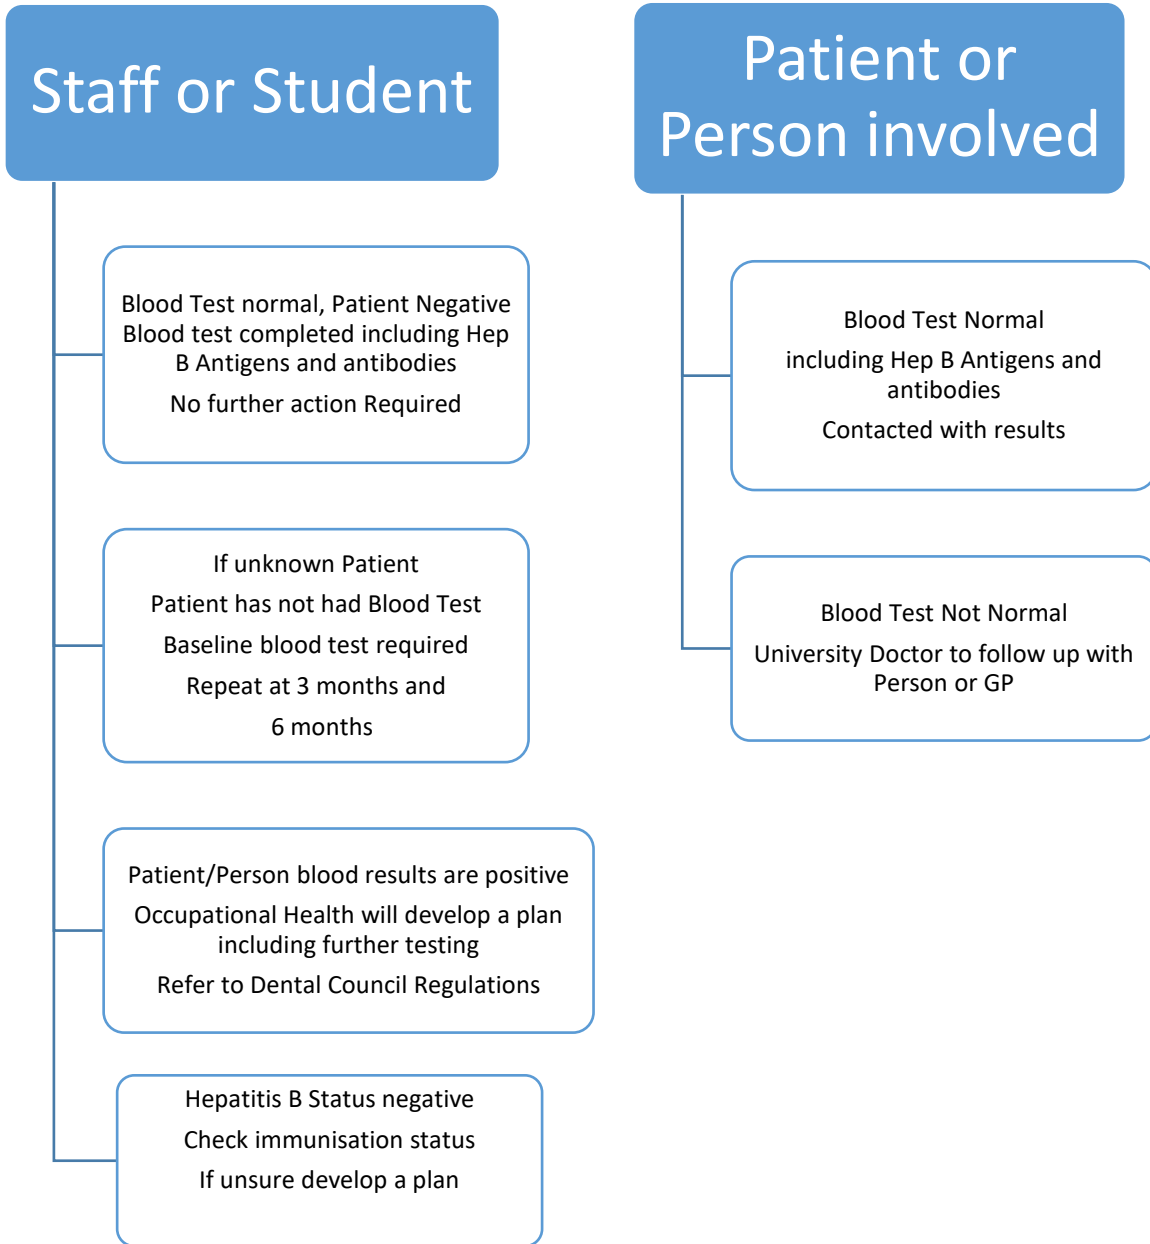 Staff or Student
Blood Test normal, Patient Negative
Blood test completed including Hep
B Antigens and antibodies
No further action Required
If unknown Patient
Patient has not had Blood Test
Baseline blood test required
Repeat at 3 months and
6 months
Patient/Person blood results are positive
Occupational Health will develop a plan
including further testing
Refer to Dental Council Regulations
Hepatitis B Status negative
Check immunisation status
If unsure develop a plan
Patient or
Person involved
Blood Test Normal
including Hep B Antigens and
antibodies
Contacted with results
Blood Test Not Normal
University Doctor to follow up with
Person or GP